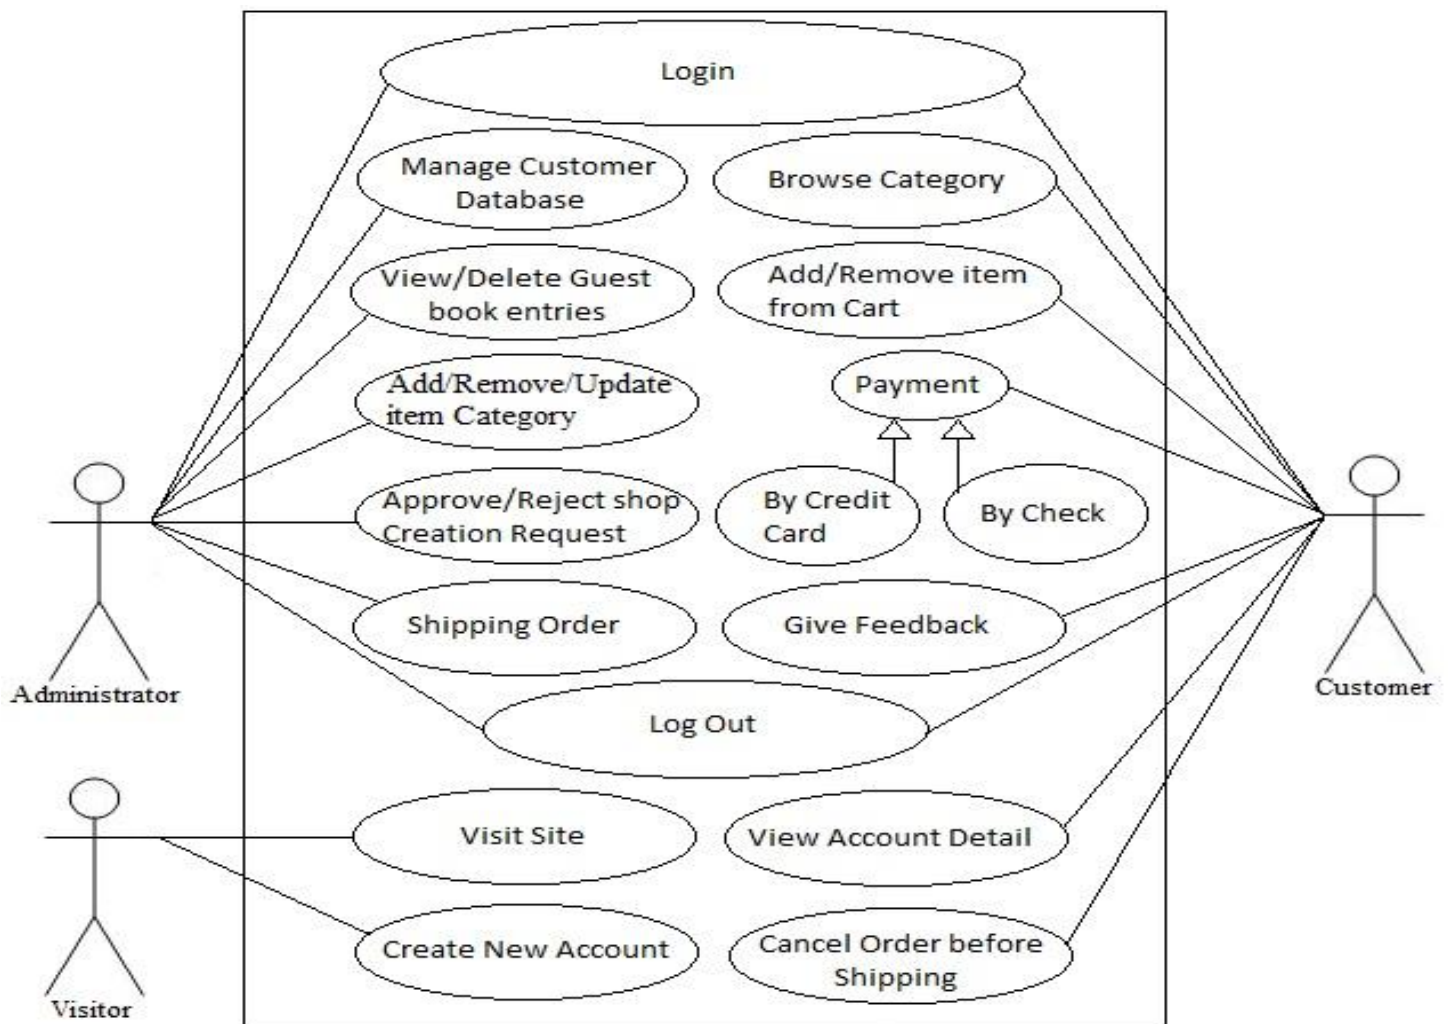 Login
Manage Customer
Database
Browse Category
View/Delete Guest
book entries
Add/Remove item
from Cart
Add/Remove/Update
item Category
Payment
Approve/Reject shop
Creation Request
By Credit
Card
By Check
Shipping Order
Give Feedback
Administrator
Customer
Log Out
Visit Site
View Account Detail
Create New Account
Cancel Order before
Shipping
Visitor